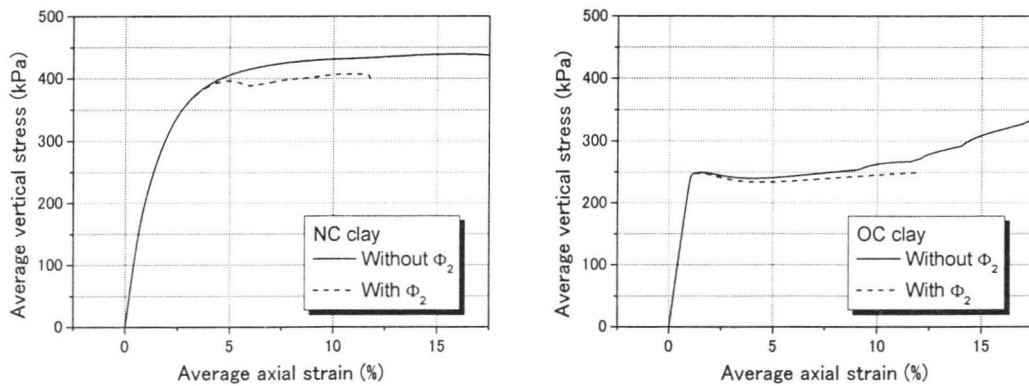 500
400
300
200
100
0
Average vertical stress (kPa)
NC clay
Without Φ₂
With Φ₂
0 5 10 15
Average axial strain (%)
500
400
300
200
100
0
Average vertical stress (kPa)
OC clay
Without Φ₂
With Φ₂
0 5 10 15
Average axial strain (%)